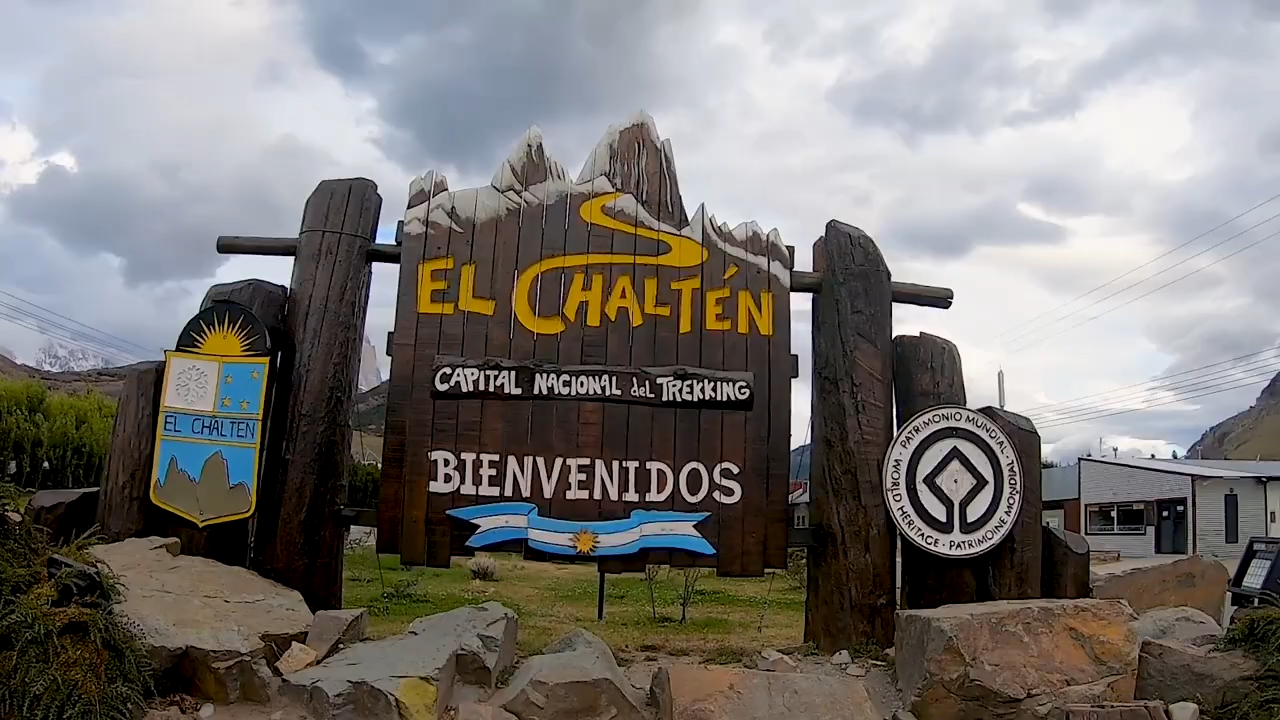 EL CHALTÉN
CAPITAL NACIONAL del TREKKING
BIENVENIDOS
EL CHALTEN
PATRIMONIO MUNDIAL · WORLD HERITAGE · PATRIMOINE MONDIAL ·